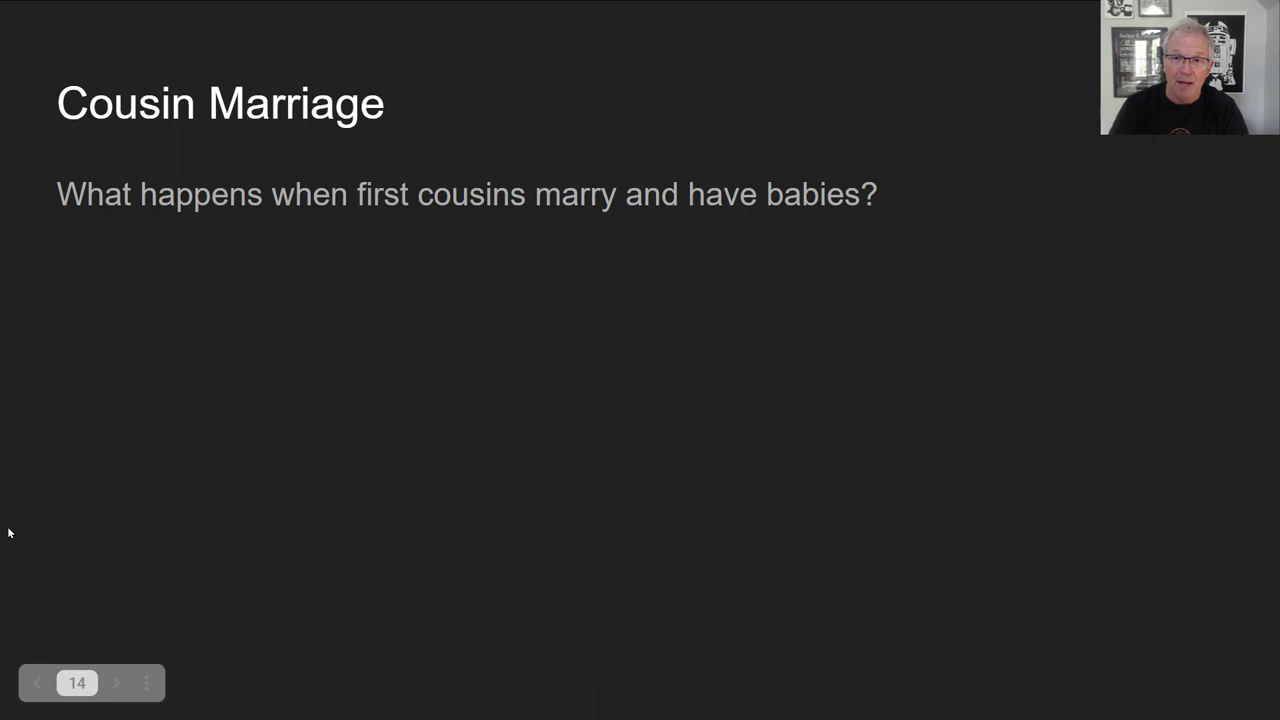 Cousin Marriage
What happens when first cousins marry and have babies?
14